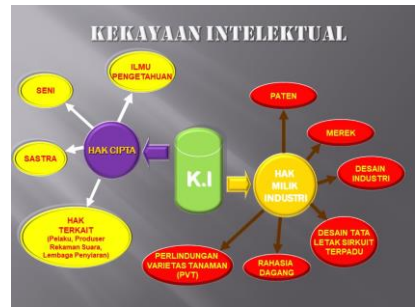 KEKAYAAN INTELEKTUAL
ILMU
PENGETAHUAN
SENI
SASTRA
HAK CIPTA
HAK
TERKAIT
(Pelaku, Produser
Rekaman Suara,
Lembaga Penyiaran)
K.I
HAK
MILIK
INDUSTRI
PATEN
MEREK
DESAIN
INDUSTRI
DESAIN TATA
LETAK SIRKUIT
TERPADU
RAHASIA
DAGANG
PERLINDUNGAN
VARIETAS TANAMAN
(PVT)